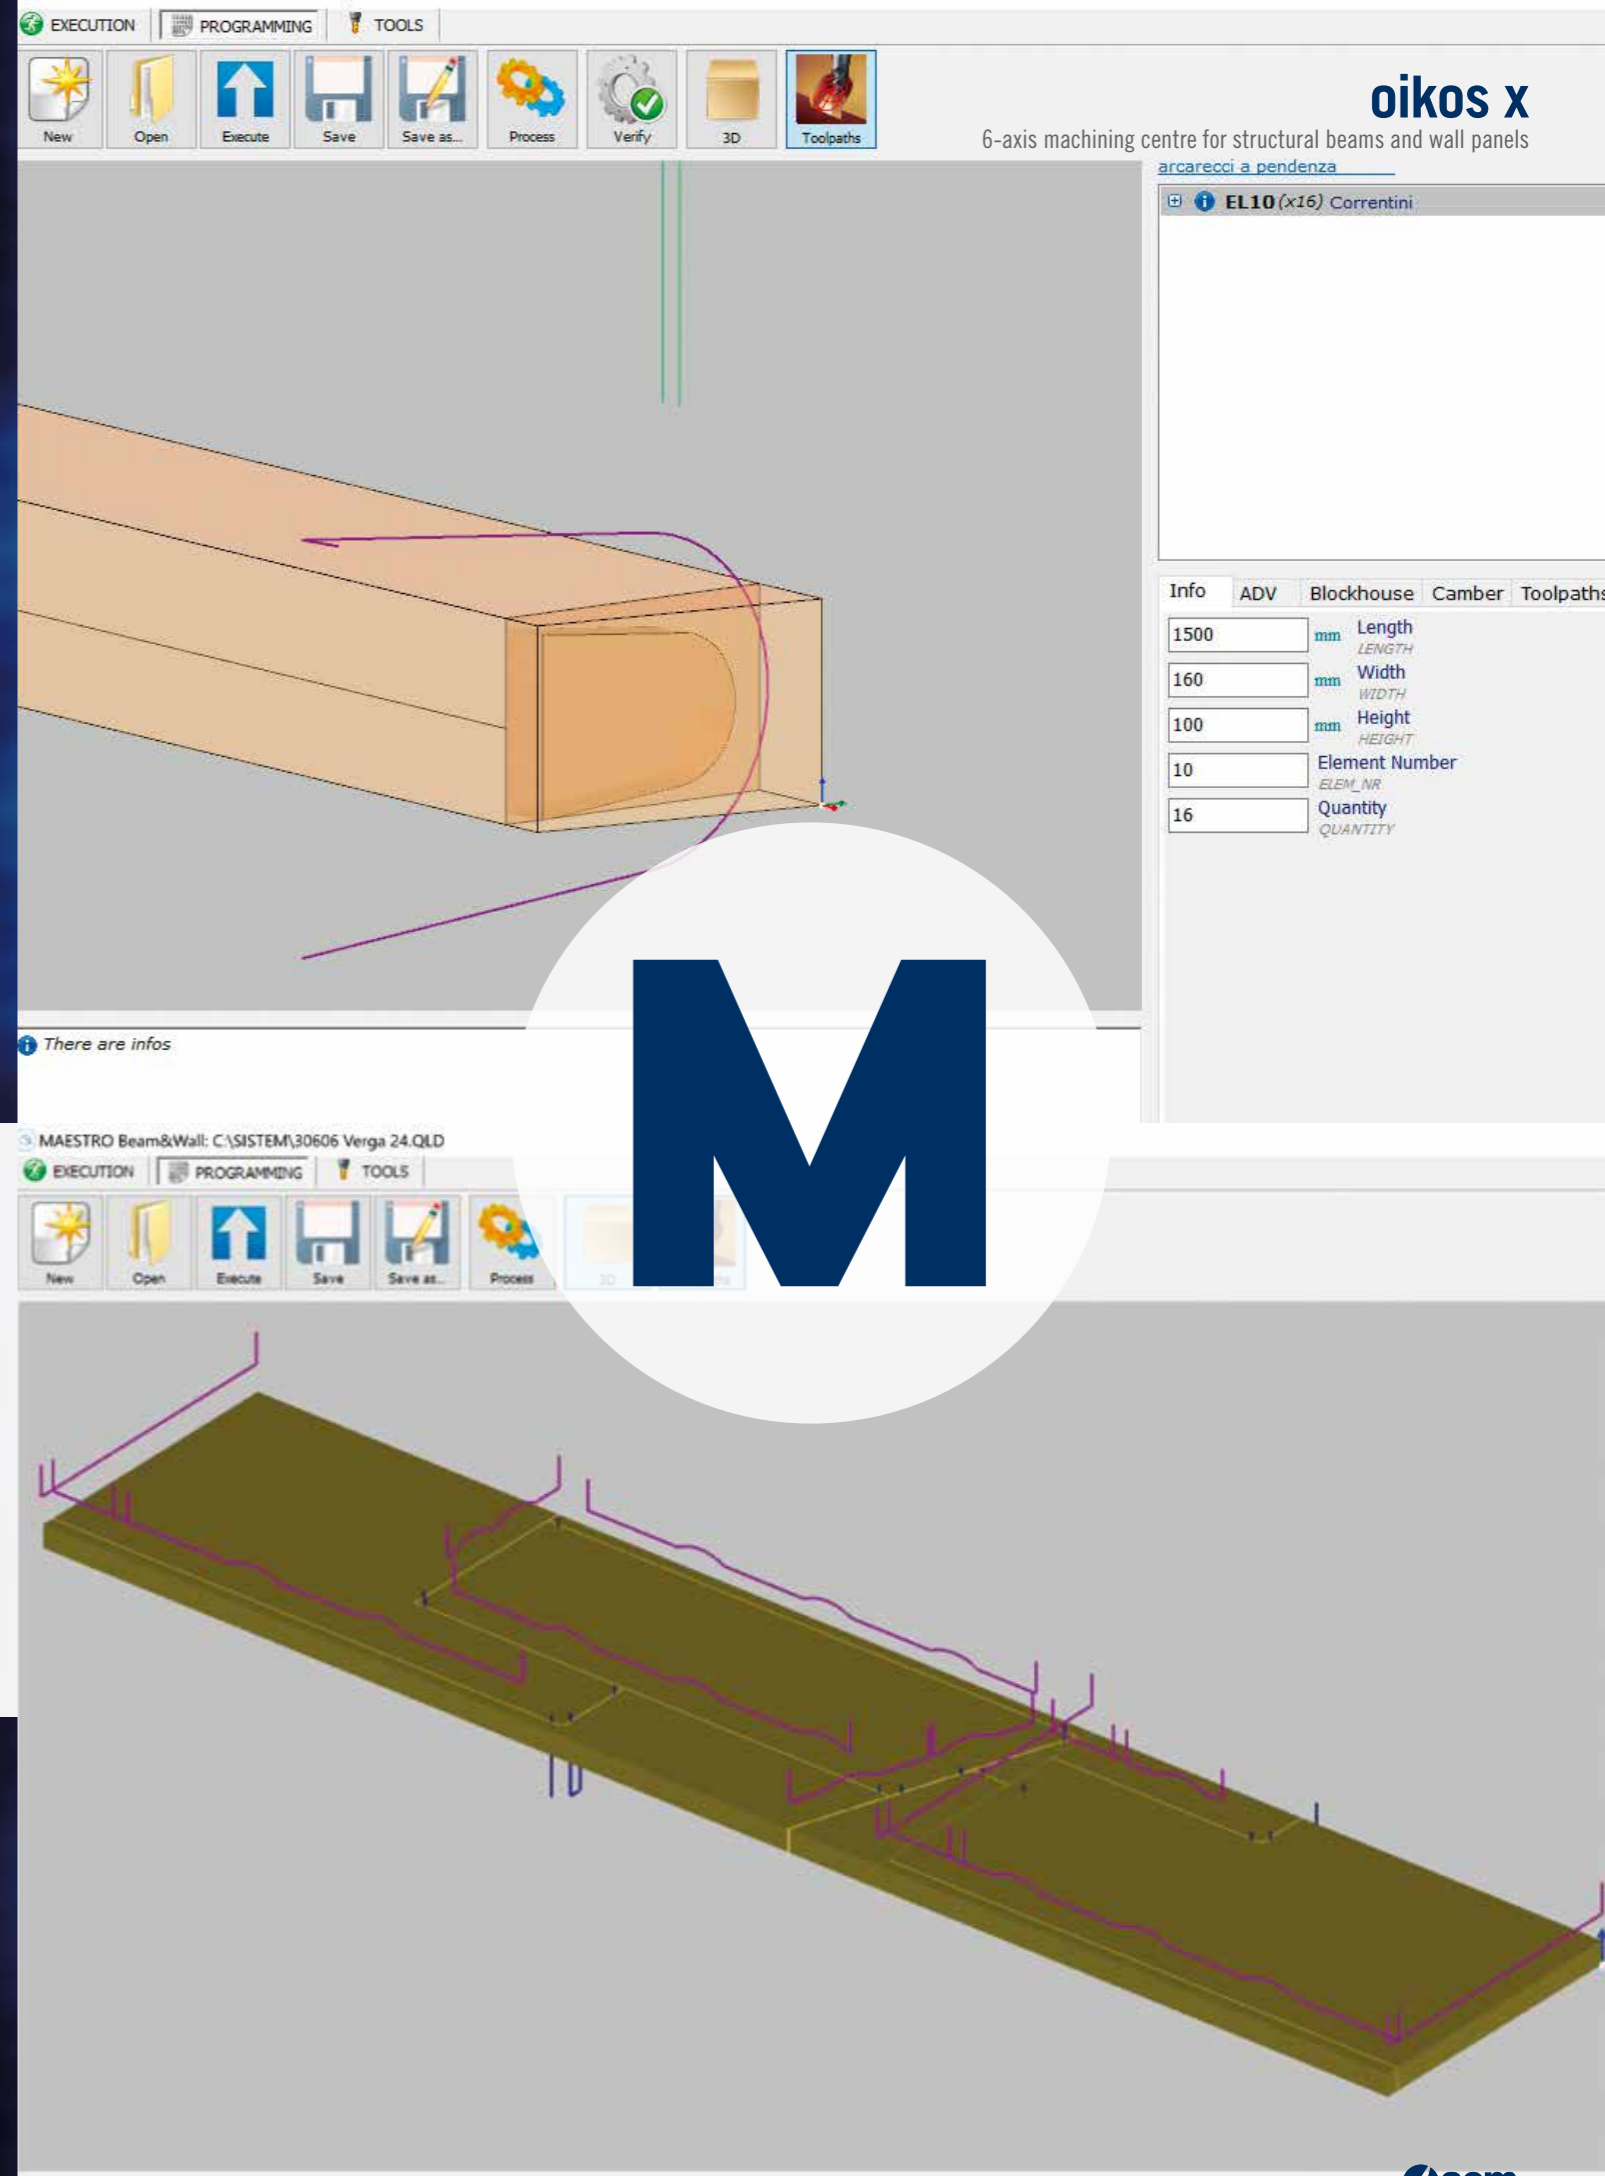 EXECUTION PROGRAMMING TOOLS
New Open Execute Save Save as... Process Verify 3D Toolpaths
oikos x
6-axis machining centre for structural beams and wall panels
arcarecci a pendenza
EL10 (x16) Correntini
Info ADV Blockhouse Camber Toolpaths
1500 mm Length
LENGTH
160 mm Width
WIDTH
100 mm Height
HEIGHT
10 Element Number
ELEM_NR
16 Quantity
QUANTITY
There are infos
M
MAESTRO Beam&Wall: C:\SISTEM\30606 Verga 24.QLD
EXECUTION PROGRAMMING TOOLS
New Open Execute Save Save as... Process 3D